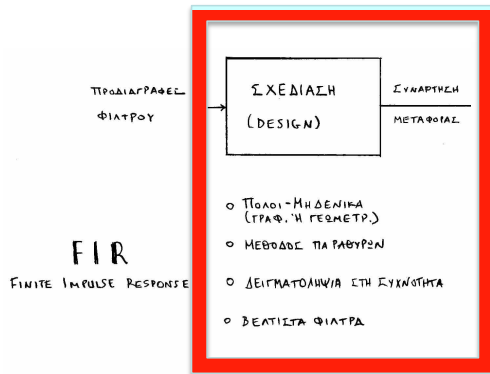 ΠΡΟΔΙΑΓΡΑΦΕΣ
ΦΙΛΤΡΟΥ
ΣΧΕΔΙΑΣΗ
(DESIGN)
ΣΥΝΑΡΤΗΣΗ
ΜΕΤΑΦΟΡΑΣ
FIR
FINITE IMPULSE RESPONSE
ο ΠΟΛΟΙ-ΜΗΔΕΝΙΚΑ
(ΓΡΑΦ. Ή ΓΕΩΜΕΤΡ.)
ο ΜΕΘΟΔΟΣ ΠΑΡΑΘΥΡΩΝ
ο ΔΕΙΓΜΑΤΟΛΗΨΙΑ ΣΤΗ ΣΥΧΝΟΤΗΤΑ
ο ΒΕΛΤΙΣΤΑ ΦΙΛΤΡΑ